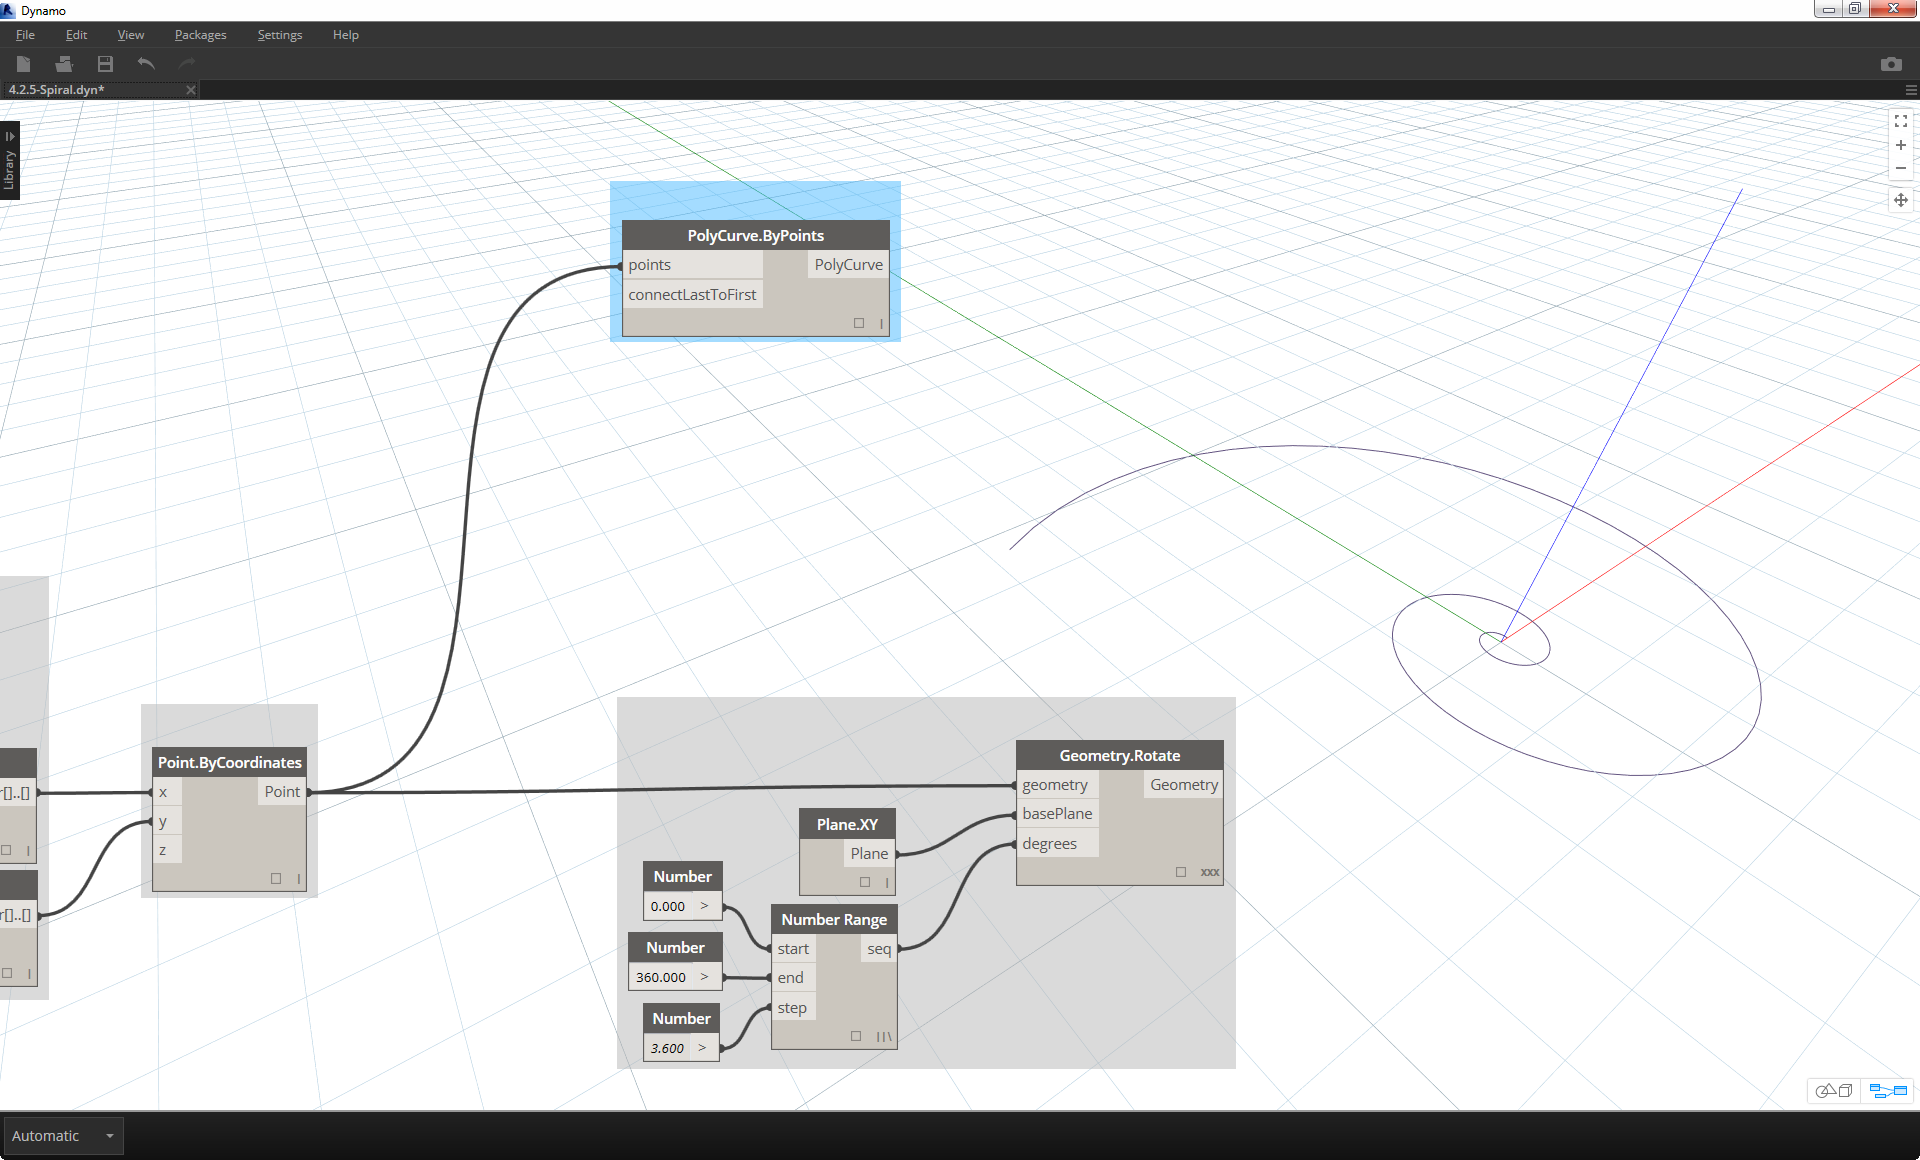 Dynamo
File Edit View Packages Settings Help
4.2.5-Spiral.dyn*
Library
PolyCurve.ByPoints
points PolyCurve
connectLastToFirst
|
Point.ByCoordinates
r[]..[]
x Point
y
z
|
|
r[]..[]
|
Geometry.Rotate
geometry Geometry
basePlane
degrees
xxx
Plane.XY
Plane
|
Number
0.000 >
Number
360.000 >
Number
3.600 >
Number Range
start seq
end
step
||\
Automatic